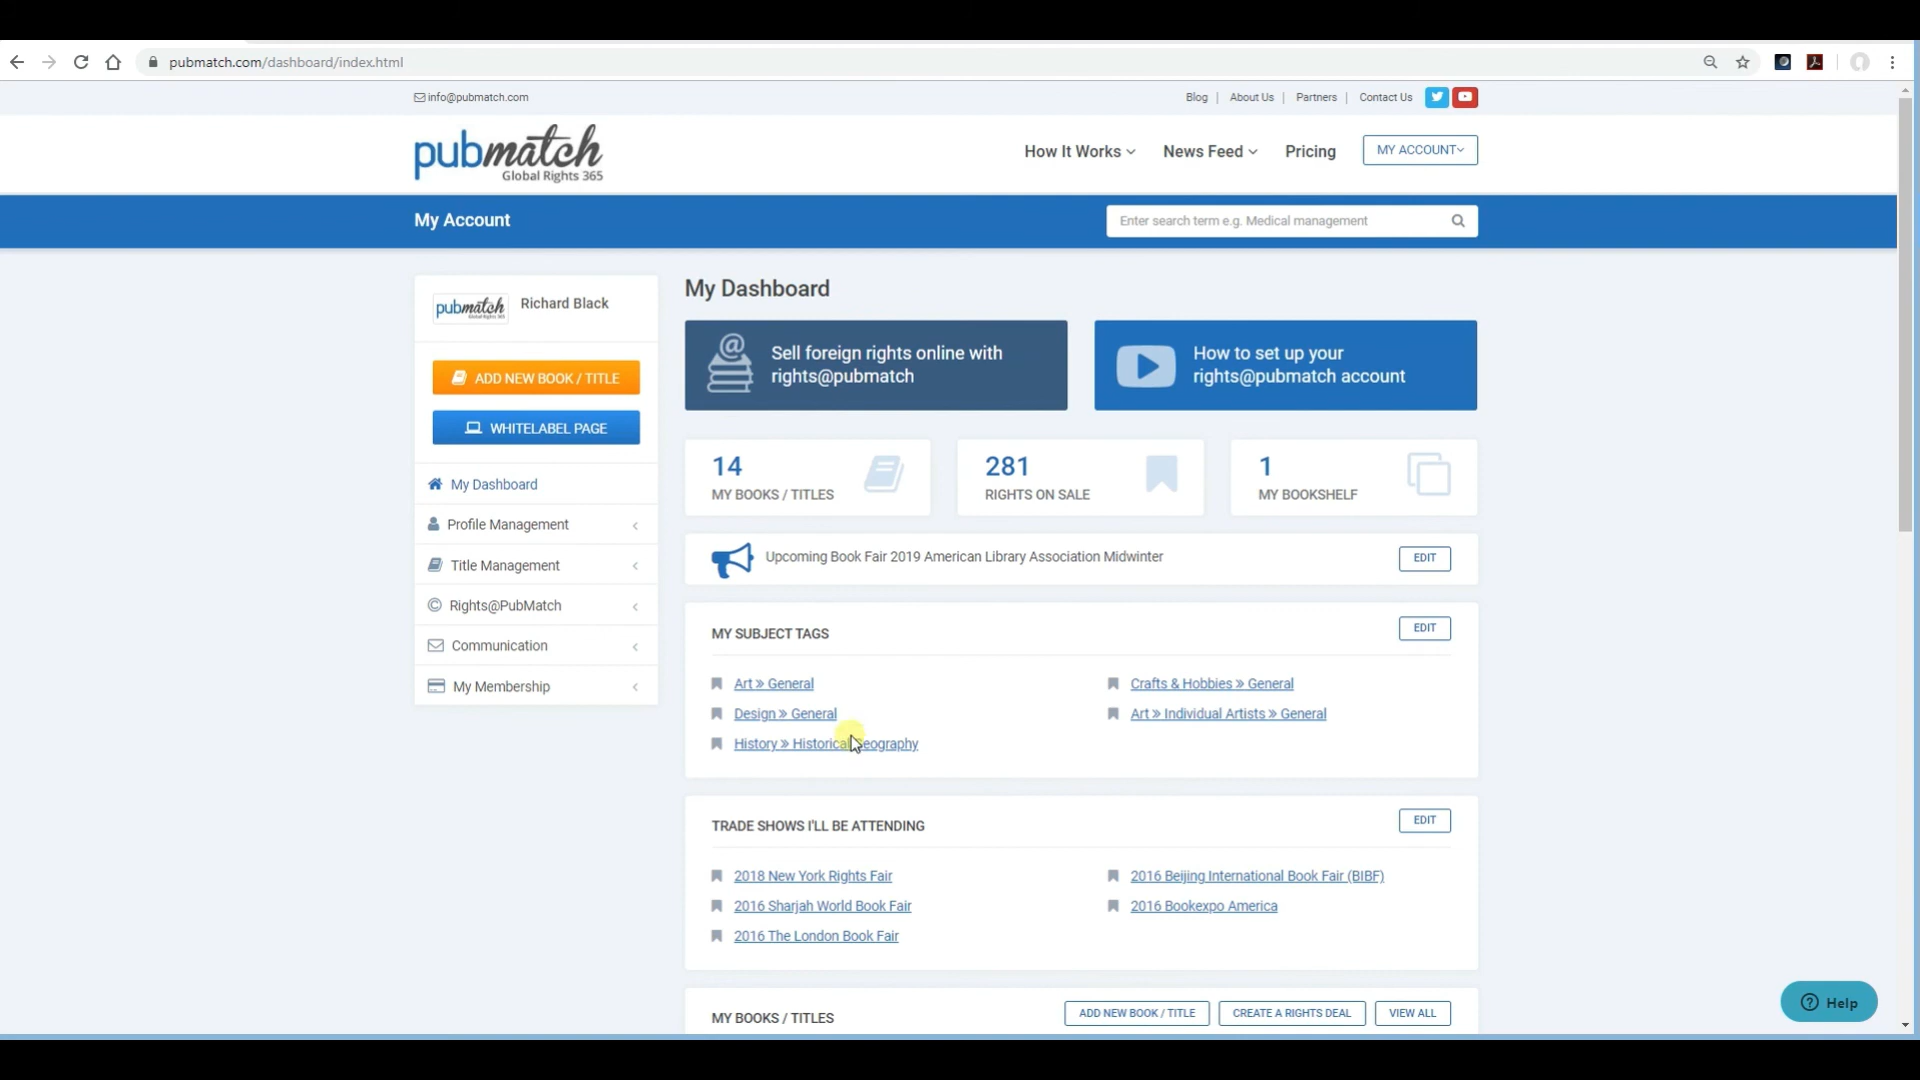 pubmatch.com/dashboard/index.html
info@pubmatch.com
Blog | About Us | Partners | Contact Us
pubmatch
Global Rights 365
How It Works
News Feed
Pricing
MY ACCOUNT
My Account
Enter search term e.g. Medical management
pubmatch
Global Rights 365
Richard Black
ADD NEW BOOK / TITLE
WHITELABEL PAGE
My Dashboard
Profile Management
Title Management
Rights@PubMatch
Communication
My Membership
My Dashboard
Sell foreign rights online with
rights@pubmatch
How to set up your
rights@pubmatch account
14
MY BOOKS / TITLES
281
RIGHTS ON SALE
1
MY BOOKSHELF
Upcoming Book Fair 2019 American Library Association Midwinter
EDIT
MY SUBJECT TAGS
EDIT
Art » General
Crafts & Hobbies » General
Design » General
Art » Individual Artists » General
History » Historical Geography
TRADE SHOWS I'LL BE ATTENDING
EDIT
2018 New York Rights Fair
2016 Beijing International Book Fair (BIBF)
2016 Sharjah World Book Fair
2016 Bookexpo America
2016 The London Book Fair
MY BOOKS / TITLES
ADD NEW BOOK / TITLE
CREATE A RIGHTS DEAL
VIEW ALL
Help